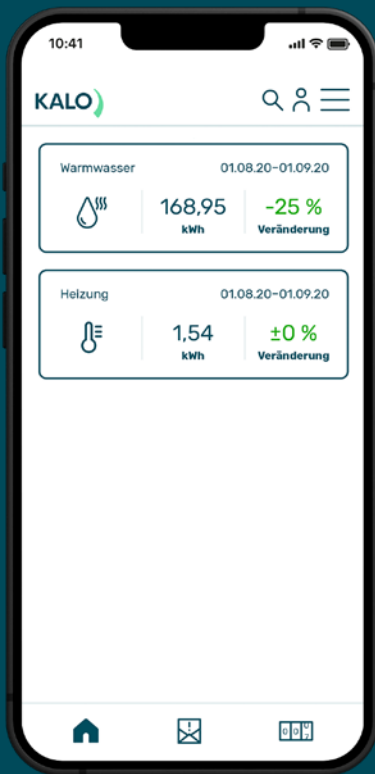 10:41
KALO
Warmwasser 01.08.20-01.09.20
168,95 -25 %
kWh Veränderung
Heizung 01.08.20-01.09.20
1,54 ±0 %
kWh Veränderung